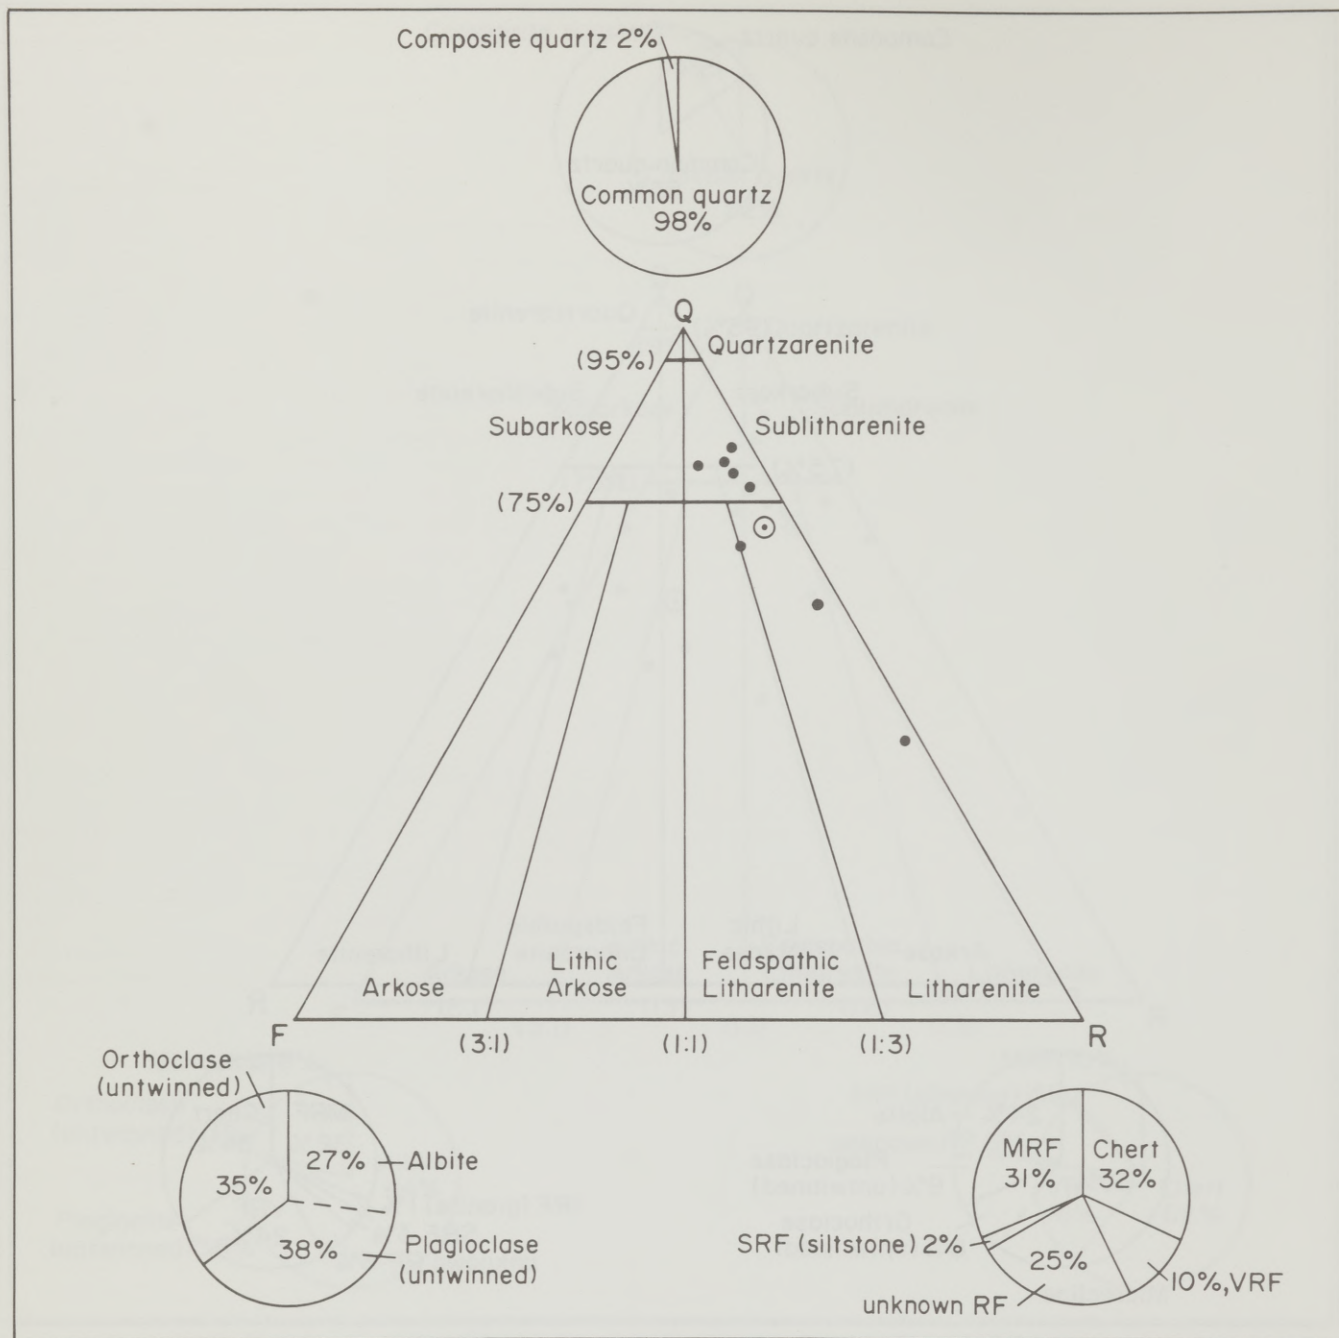 Composite quartz 2%
Common quartz
98%
Q
Quartzarenite
(95%)
Subarkose
Sublitharenite
(75%)
Arkose
Lithic
Arkose
Feldspathic
Litharenite
Litharenite
F
(3:1)
(1:1)
(1:3)
R
Orthoclase
(untwinned)
27%
Albite
35%
38%
Plagioclase
(untwinned)
MRF
31%
Chert
32%
SRF (siltstone) 2%
25%
10%, VRF
unknown RF